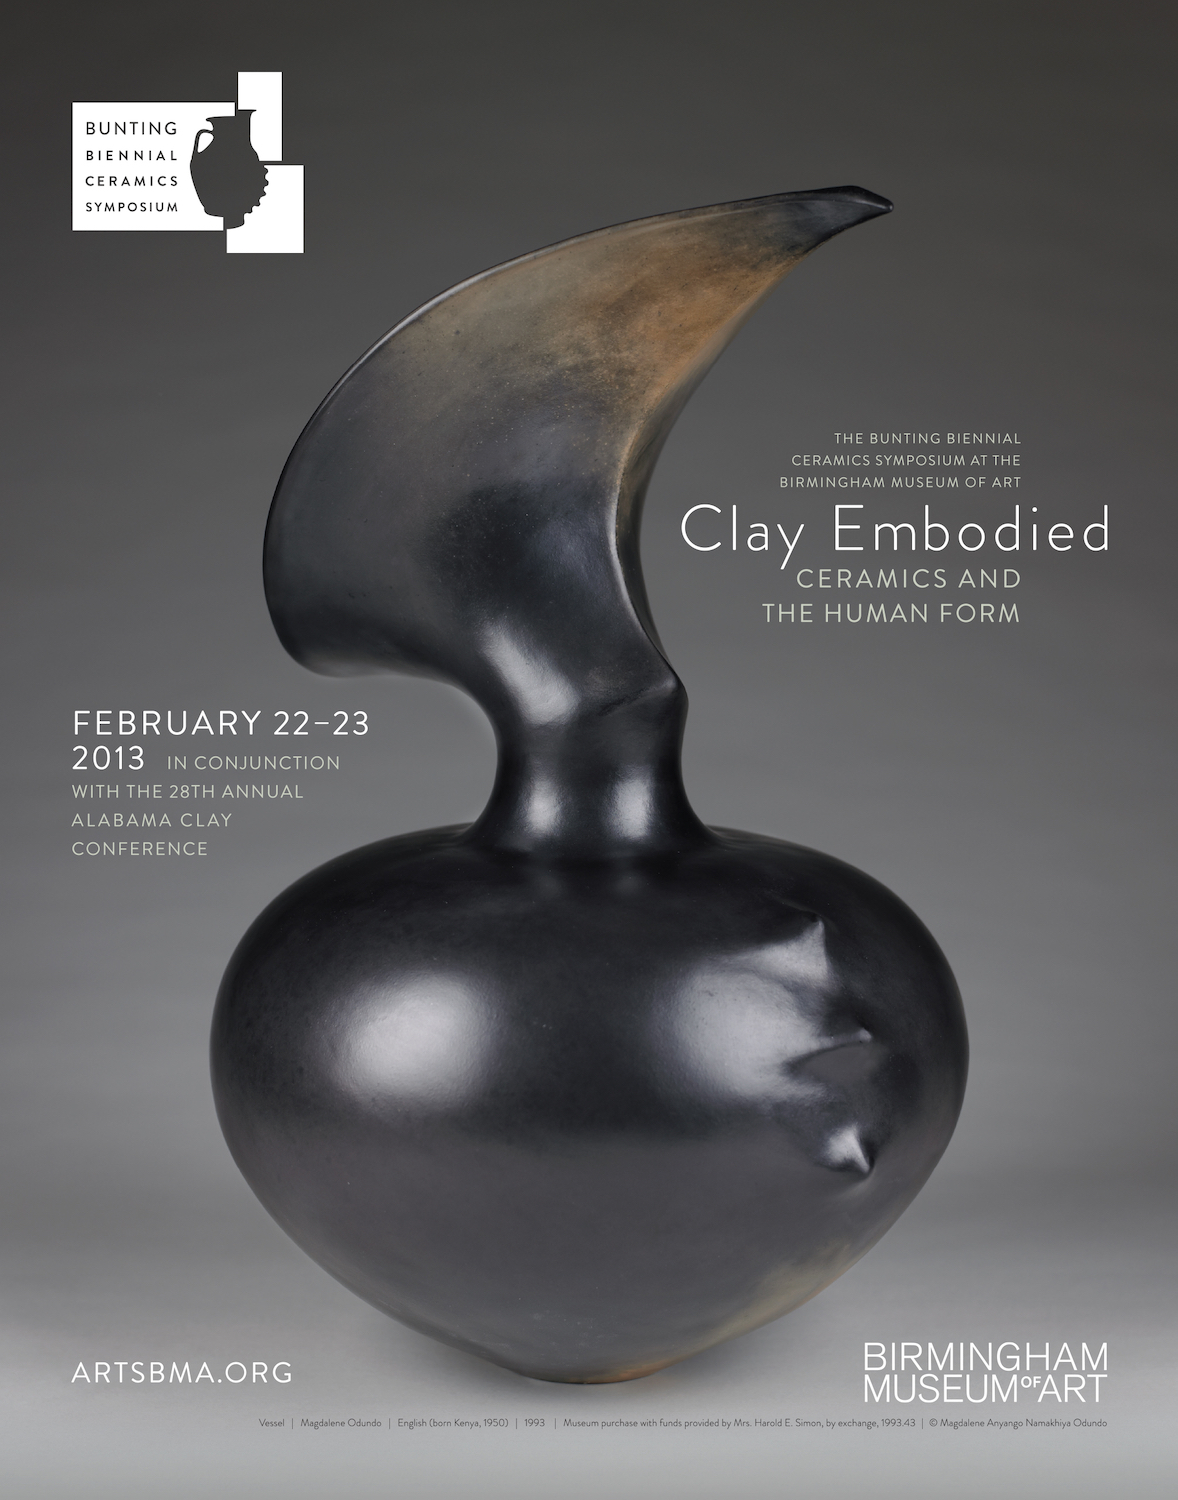 BUNTING
BIENNIAL
CERAMICS
SYMPOSIUM
THE BUNTING BIENNIAL
CERAMICS SYMPOSIUM AT THE
BIRMINGHAM MUSEUM OF ART
Clay Embodied
CERAMICS AND
THE HUMAN FORM
FEBRUARY 22–23
2013 IN CONJUNCTION
WITH THE 28TH ANNUAL
ALABAMA CLAY
CONFERENCE
ARTSBMA.ORG
BIRMINGHAM
MUSEUM OF ART
Vessel | Magdalene Odundo | English (born Kenya, 1950) | 1993 | Museum purchase with funds provided by Mrs. Harold E. Simon, by exchange, 1993.43 | © Magdalene Anyango Namakhiya Odundo